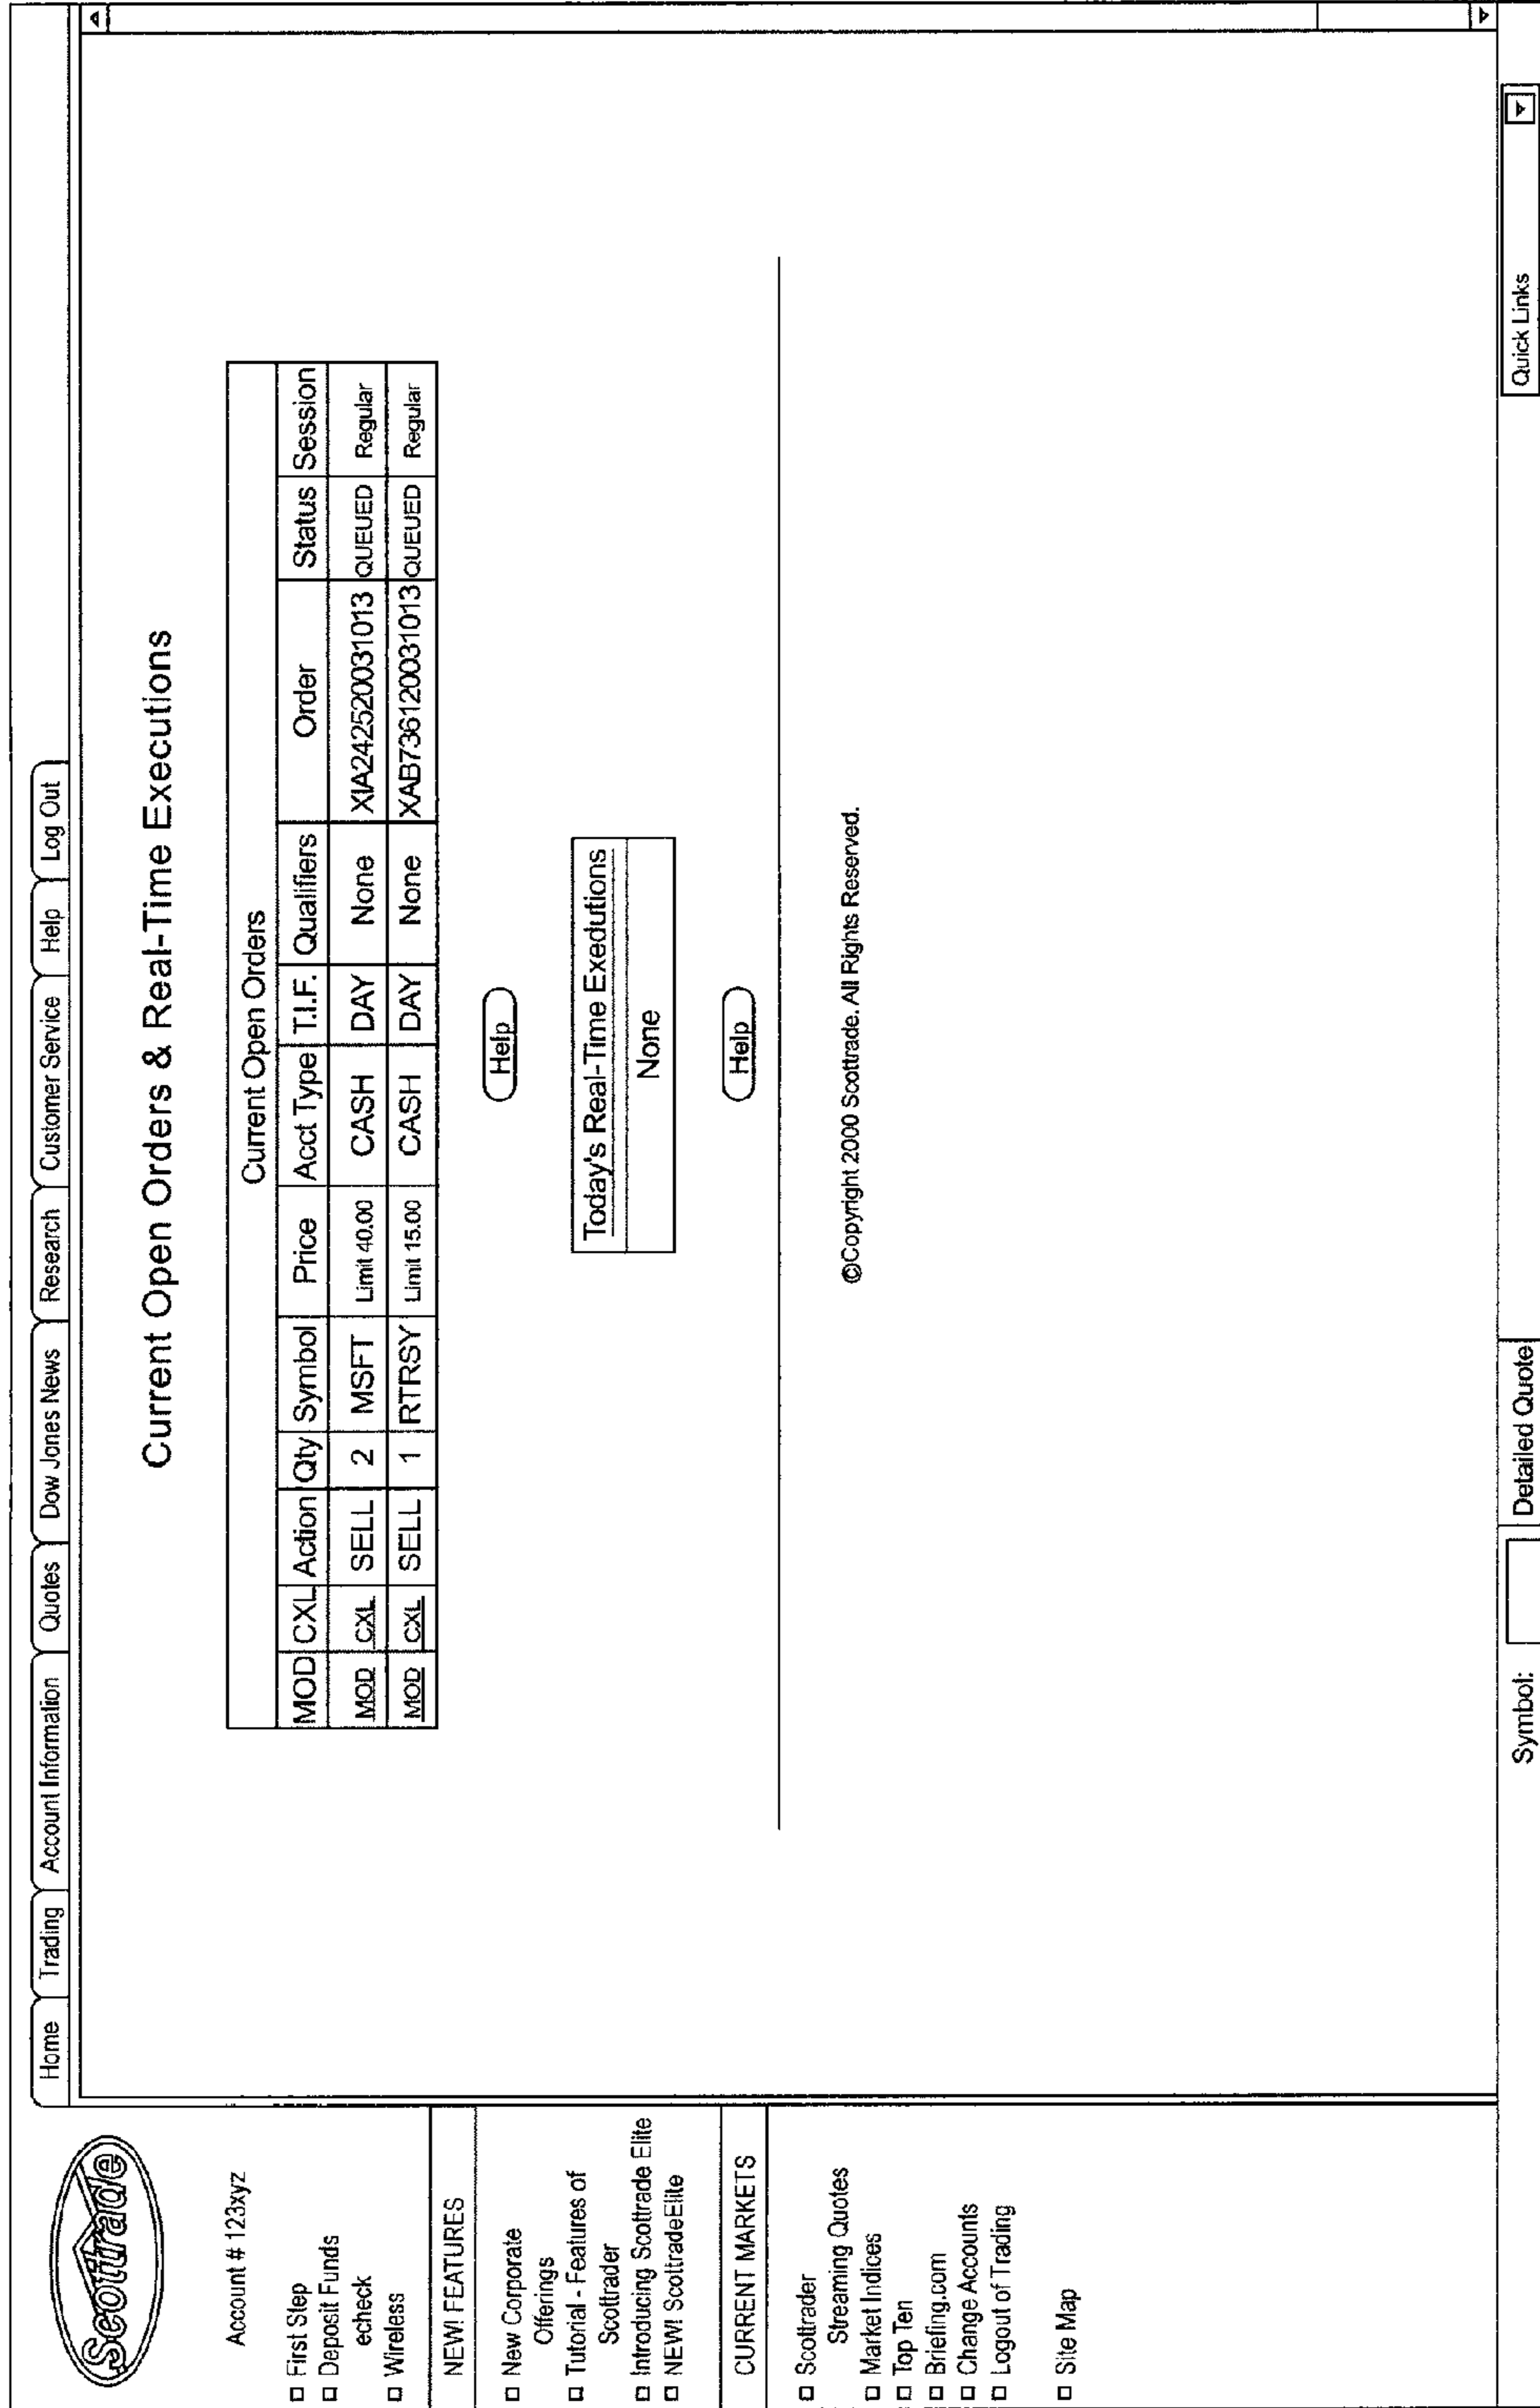 Home Trading Account Information Quotes Dow Jones News Research Customer Service Help Log Out
Scottrade
Account # 123xyz
First Step
Deposit Funds
echeck
Wireless
NEW! FEATURES
New Corporate
Offerings
Tutorial - Features of
Scottrader
Introducing Scottrade Elite
NEW! ScottradeElite
CURRENT MARKETS
Scottrader
Streaming Quotes
Market Indices
Top Ten
Briefing.com
Change Accounts
Logout of Trading
Site Map
Current Open Orders & Real-Time Executions
Current Open Orders
MOD CXL Action Qty Symbol Price Acct Type T.I.F. Qualifiers Order Status Session
MOD CXL SELL 2 MSFT Limit 40.00 CASH DAY None XIA242520031013 QUEUED Regular
MOD CXL SELL 1 RTRSY Limit 15.00 CASH DAY None XAB736120031013 QUEUED Regular
Help
Today's Real-Time Exedutions
None
Help
©Copyright 2000 Scottrade. All Rights Reserved.
Symbol: Detailed Quote Quick Links